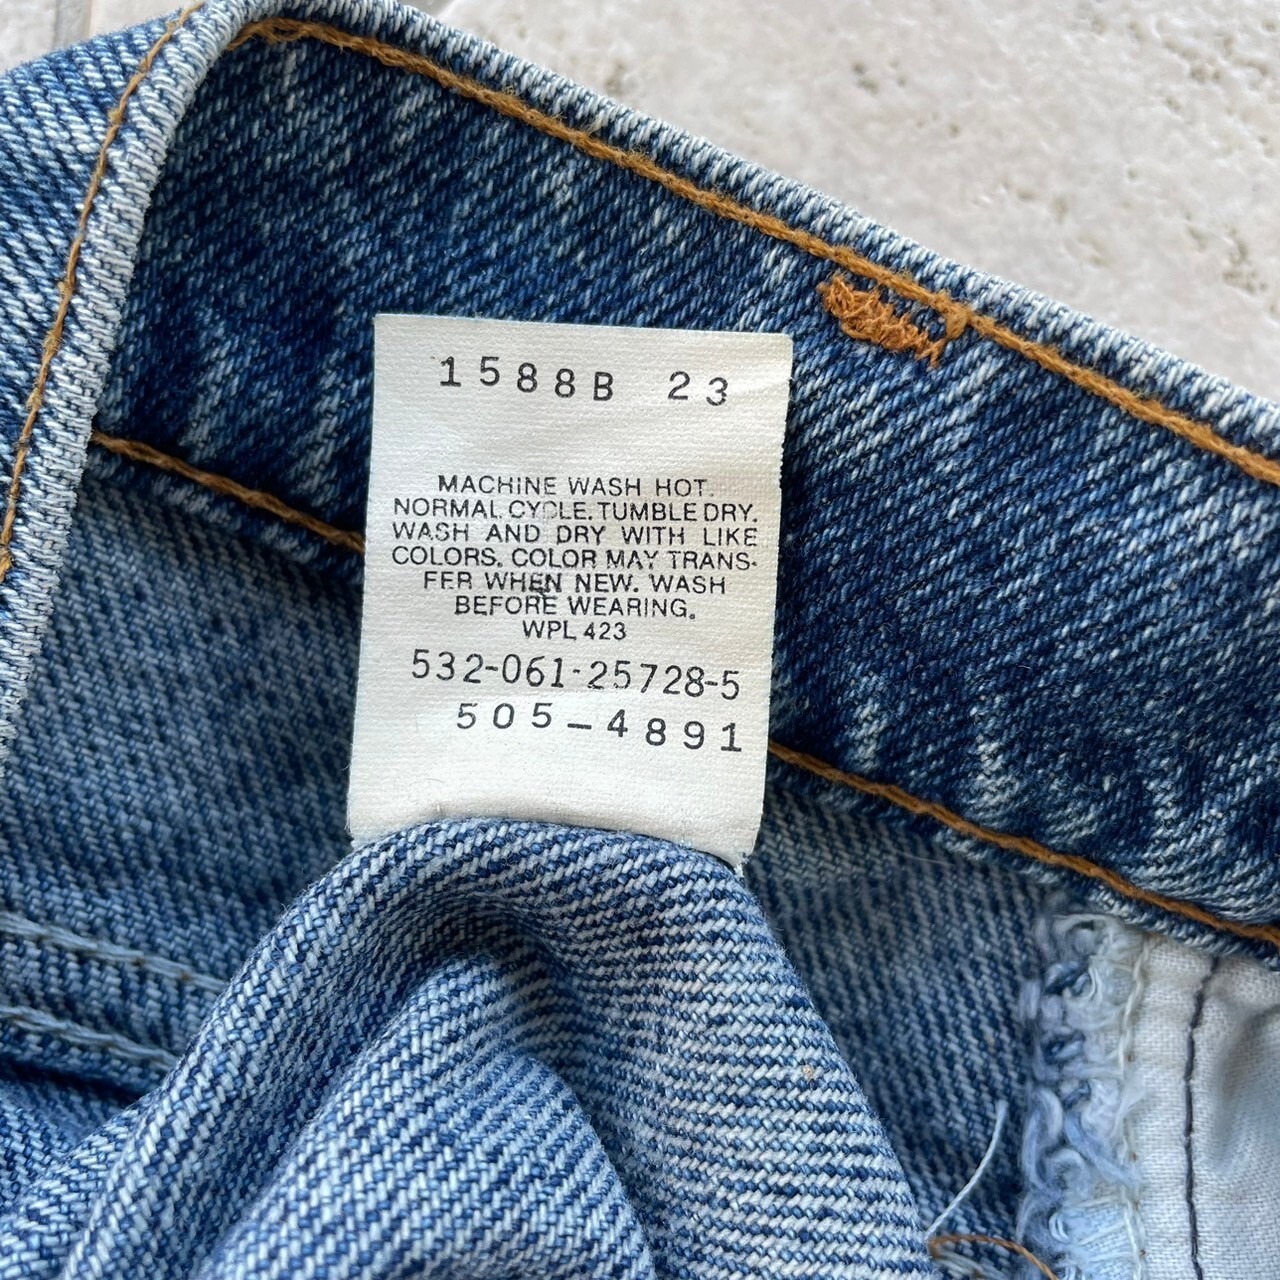 1588B 23
MACHINE WASH HOT.
NORMAL CYCLE. TUMBLE DRY.
WASH AND DRY WITH LIKE
COLORS. COLOR MAY TRANS-
FER WHEN NEW. WASH
BEFORE WEARING.
WPL 423
532-061-25728-5
505-4891